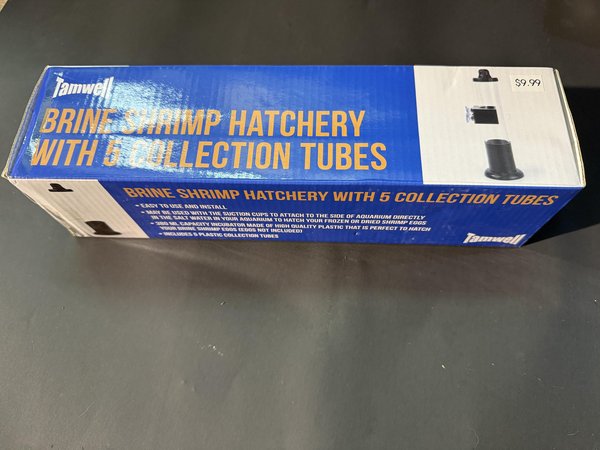 Tamwell
$9.99
BRINE SHRIMP HATCHERY
WITH 5 COLLECTION TUBES
BRINE SHRIMP HATCHERY WITH 5 COLLECTION TUBES
• EASY TO USE AND INSTALL
• MAY BE USED WITH THE SUCTION CUPS TO ATTACH TO THE SIDE OF AQUARIUM DIRECTLY
IN THE SALT WATER IN YOUR AQUARIUM TO HATCH YOUR FROZEN OR DRIED SHRIMP EGGS
• 380 ML CAPACITY INCUBATOR MADE OF HIGH QUALITY PLASTIC THAT IS PERFECT TO HATCH
YOUR BRINE SHRIMP EGGS (EGGS NOT INCLUDED)
• INCLUDES 5 PLASTIC COLLECTION TUBES
Tamwell